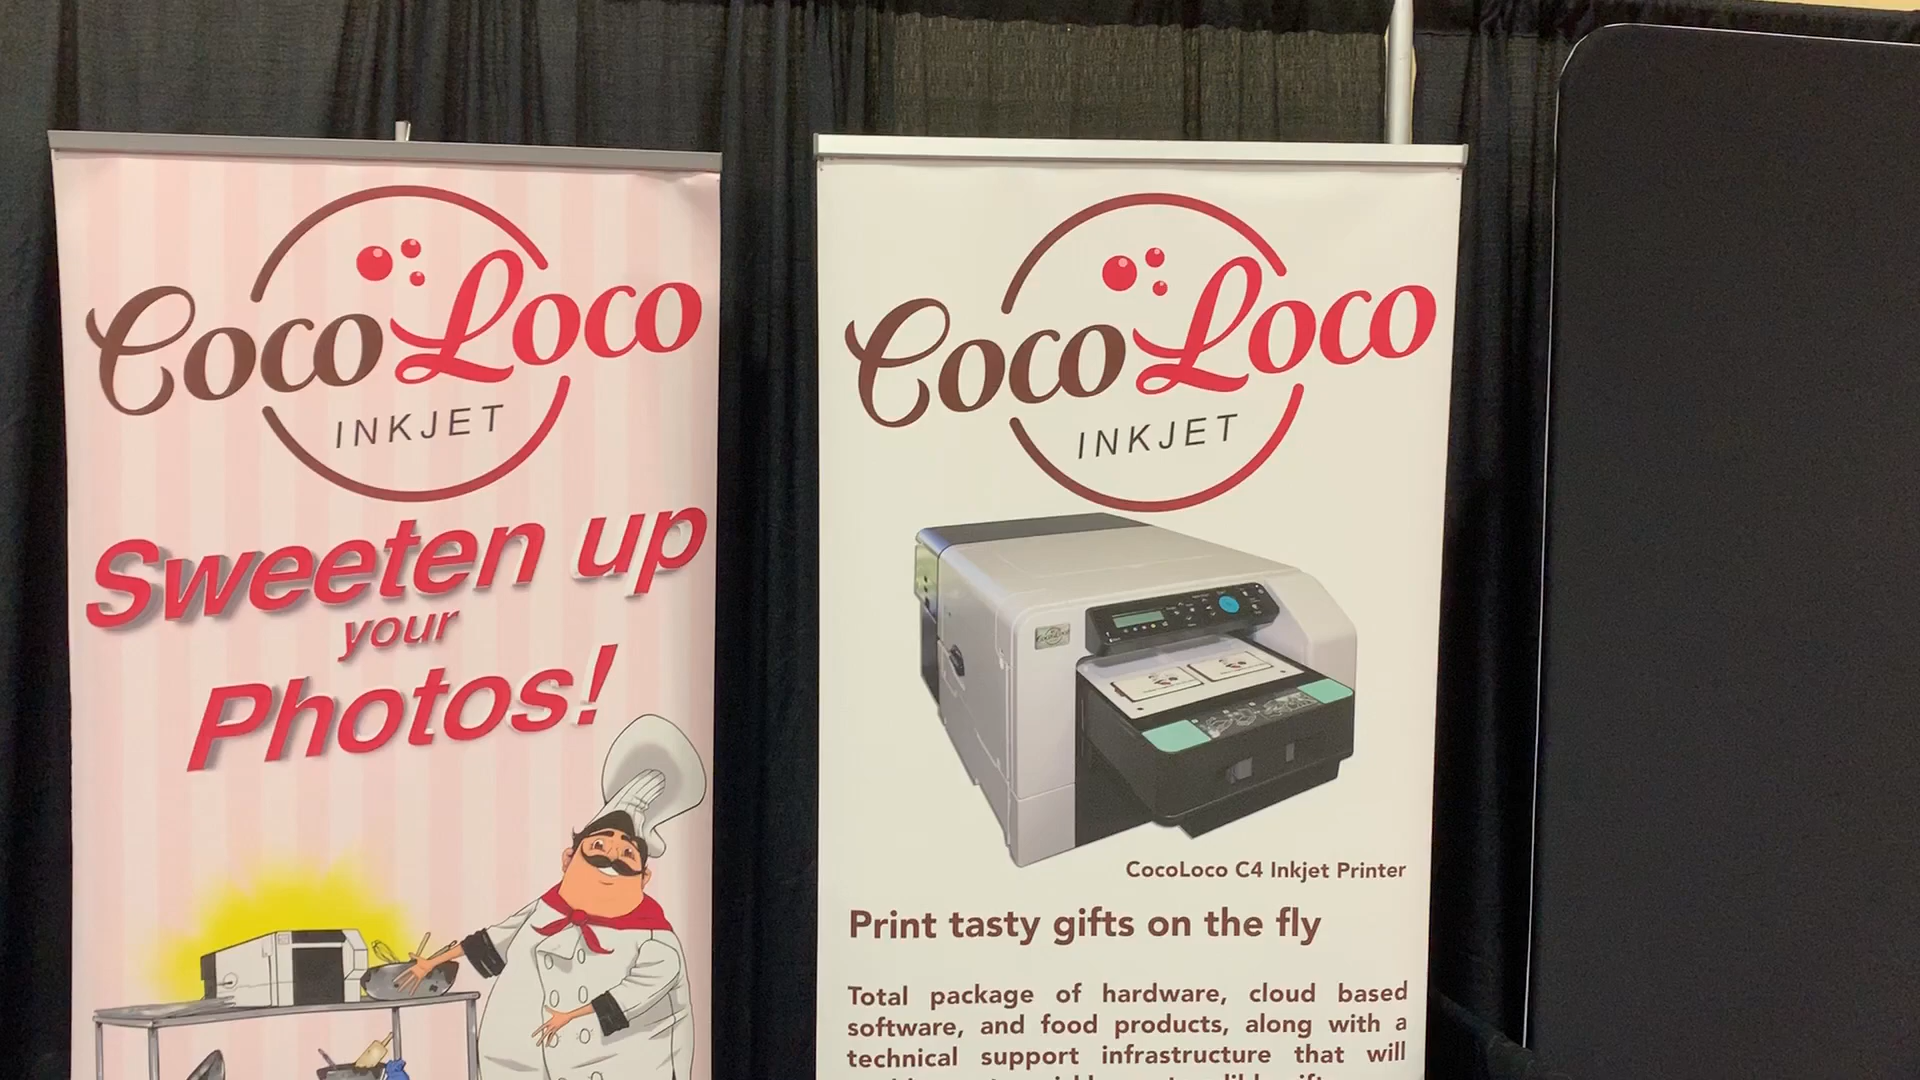 CocoLoco
INKJET
Sweeten up
your
Photos!
CocoLoco
INKJET
CocoLoco C4 Inkjet Printer
Print tasty gifts on the fly
Total package of hardware, cloud based
software, and food products, along with a
technical support infrastructure that will